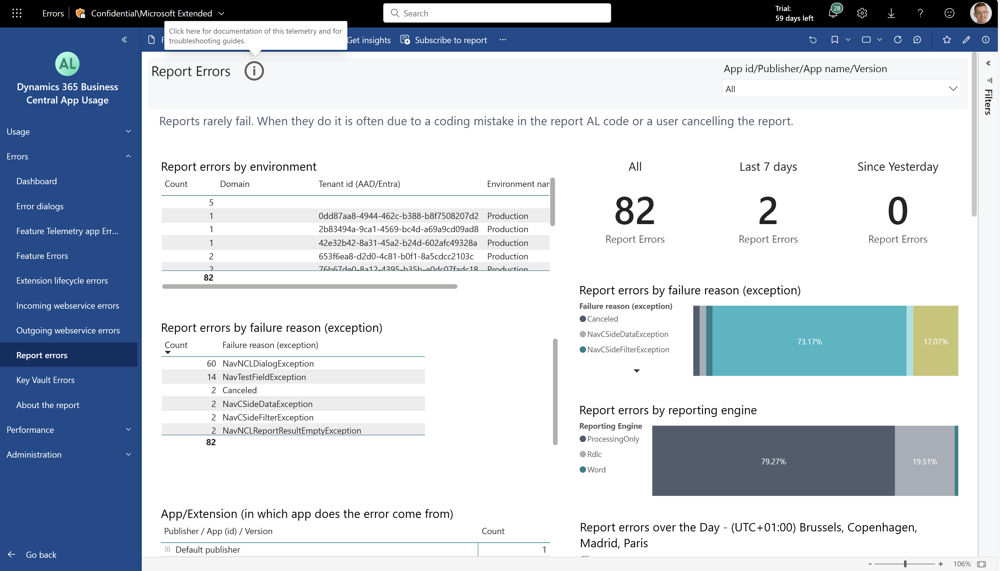 Errors
Confidential\Microsoft Extended
Search
Trial:
59 days left
28
Click here for documentation of this telemetry and for
troubleshooting guides.
Get insights
Subscribe to report
AL
Dynamics 365 Business
Central App Usage
Usage
Errors
Dashboard
Error dialogs
Feature Telemetry app Err...
Feature Errors
Extension lifecycle errors
Incoming webservice errors
Outgoing webservice errors
Report errors
Key Vault Errors
About the report
Performance
Administration
Go back
Report Errors
App id/Publisher/App name/Version
All
Filters
Reports rarely fail. When they do it is often due to a coding mistake in the report AL code or a user cancelling the report.
Report errors by environment
Count Domain Tenant id (AAD/Entra) Environment nar
5
1 0dd87aa8-4944-462c-b388-b8f7508207d2 Production
1 2b83494a-9ca1-4569-bc4d-a69a9cd09ad8 Production
1 42e32b42-8a31-45a2-b24d-602afc49328a Production
2 653f6ea8-d2d0-4c81-b0f1-8a5cdcc2103c Production
2 76b67de0-8a12-4395-b35b-e0dc07fadc18 Production
82
All
82
Report Errors
Last 7 days
2
Report Errors
Since Yesterday
0
Report Errors
Report errors by failure reason (exception)
Count Failure reason (exception)
60 NavNCLDialogException
14 NavTestFieldException
2 Canceled
2 NavCSideDataException
2 NavCSideFilterException
2 NavNCLReportResultEmptyException
82
Report errors by failure reason (exception)
Failure reason (exception)
Canceled
NavCSideDataException
NavCSideFilterException
73.17%
17.07%
Report errors by reporting engine
Reporting Engine
ProcessingOnly
Rdlc
Word
79.27%
19.51%
App/Extension (in which app does the error come from)
Publisher / App (id) / Version Count
Default publisher 1
Report errors over the Day - (UTC+01:00) Brussels, Copenhagen,
Madrid, Paris
106%